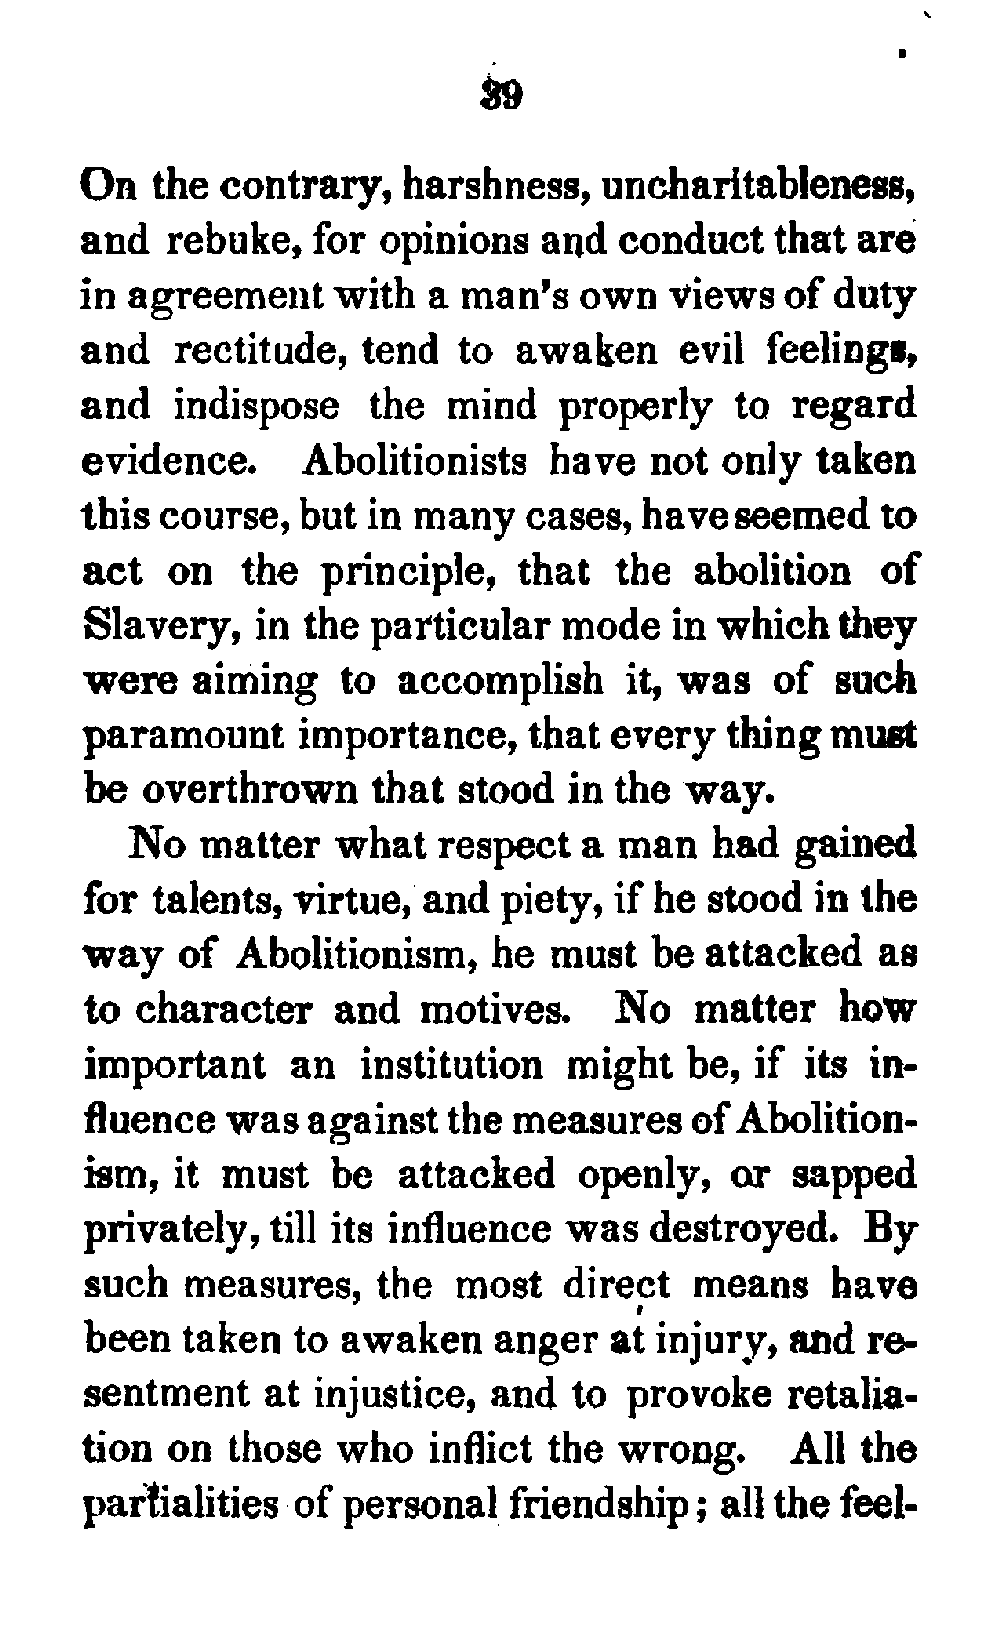 39
On the contrary, harshness, uncharitableness,
and rebuke, for opinions and conduct that are
in agreement with a man's own views of duty
and rectitude, tend to awaken evil feelings,
and indispose the mind properly to regard
evidence. Abolitionists have not only taken
this course, but in many cases, have seemed to
act on the principle, that the abolition of
Slavery, in the particular mode in which they
were aiming to accomplish it, was of such
paramount importance, that every thing must
be overthrown that stood in the way.
No matter what respect a man had gained
for talents, virtue, and piety, if he stood in the
way of Abolitionism, he must be attacked as
to character and motives. No matter how
important an institution might be, if its in-
fluence was against the measures of Abolition-
ism, it must be attacked openly, or sapped
privately, till its influence was destroyed. By
such measures, the most direct means have
been taken to awaken anger at injury, and re-
sentment at injustice, and to provoke retalia-
tion on those who inflict the wrong. All the
partialities of personal friendship; all the feel-